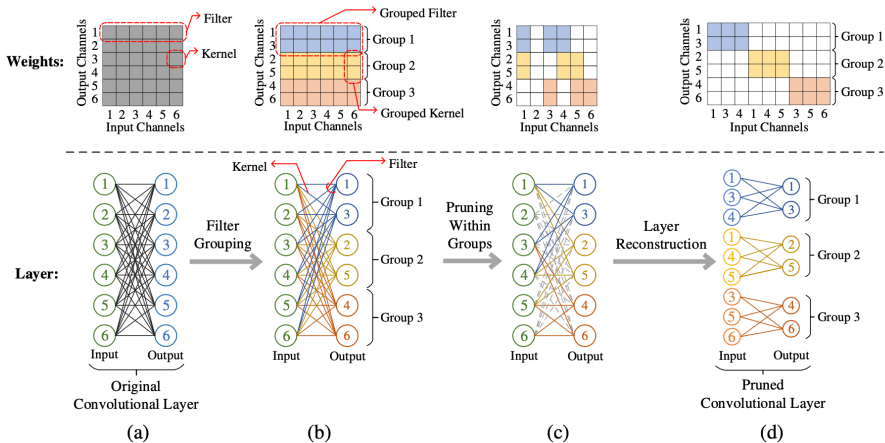 Weights:
Output Channels
1
3
2
3
4
5
6
1 2 3 4 5 6
Input Channels
Filter
Kernel
Output Channels
1
3
2
5
4
6
1 2 3 4 5 6
Input Channels
Grouped Filter
Group 1
Group 2
Group 3
Grouped Kernel
Output Channels
1
3
2
5
4
6
1 2 3 4 5 6
Input Channels
Output Channels
1
3
2
5
4
6
1 3 4 1 4 5 3 5 6
Input Channels
Group 1
Group 2
Group 3
Layer:
1 1
2 2
3 3
4 4
5 5
6 6
Input Output
Original
Convolutional Layer
Filter
Grouping
Kernel
Filter
1 1
2 3
3 2
4 5
5 4
6 6
Group 1
Group 2
Group 3
Input Output
Pruning
Within
Groups
1 1
2 3
3 2
4 5
5 4
6 6
Input Output
Layer
Reconstruction
1
3
4
1
3
Group 1
1
4
5
2
5
Group 2
3
5
6
4
6
Group 3
Input Output
Pruned
Convolutional Layer
(a) (b) (c) (d)